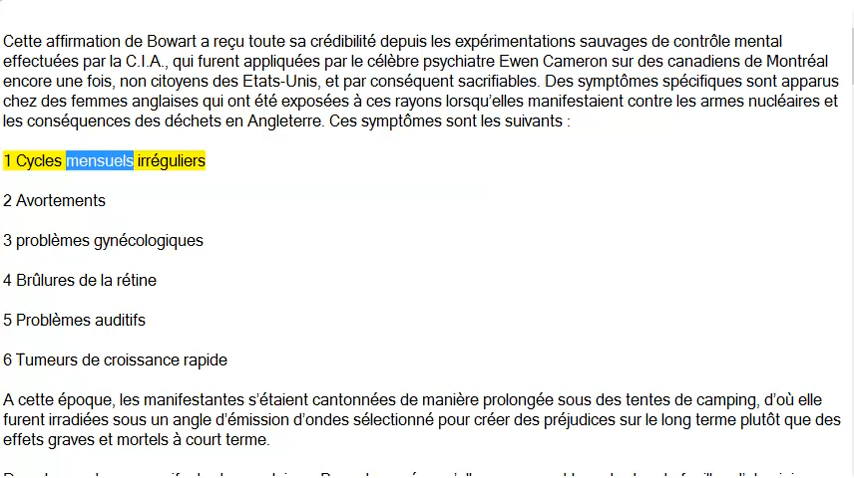 Cette affirmation de Bowart a reçu toute sa crédibilité depuis les expérimentations sauvages de contrôle mental
effectuées par la C.I.A., qui furent appliquées par le célèbre psychiatre Ewen Cameron sur des canadiens de Montréal
encore une fois, non citoyens des Etats-Unis, et par conséquent sacrifiables. Des symptômes spécifiques sont apparus
chez des femmes anglaises qui ont été exposées à ces rayons lorsqu'elles manifestaient contre les armes nucléaires et
les conséquences des déchets en Angleterre. Ces symptômes sont les suivants :
1 Cycles mensuels irréguliers
2 Avortements
3 problèmes gynécologiques
4 Brûlures de la rétine
5 Problèmes auditifs
6 Tumeurs de croissance rapide
A cette époque, les manifestantes s'étaient cantonnées de manière prolongée sous des tentes de camping, d'où elle
furent irradiées sous un angle d'émission d'ondes sélectionné pour créer des préjudices sur le long terme plutôt que des
effets graves et mortels à court terme.